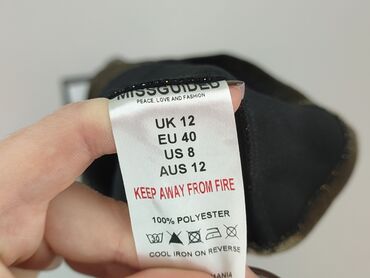 MISSGUIDED
PEACE, LOVE AND FASHION
UK 12
EU 40
US 8
AUS 12
KEEP AWAY FROM FIRE
100% POLYESTER
COOL IRON ON REVERSE